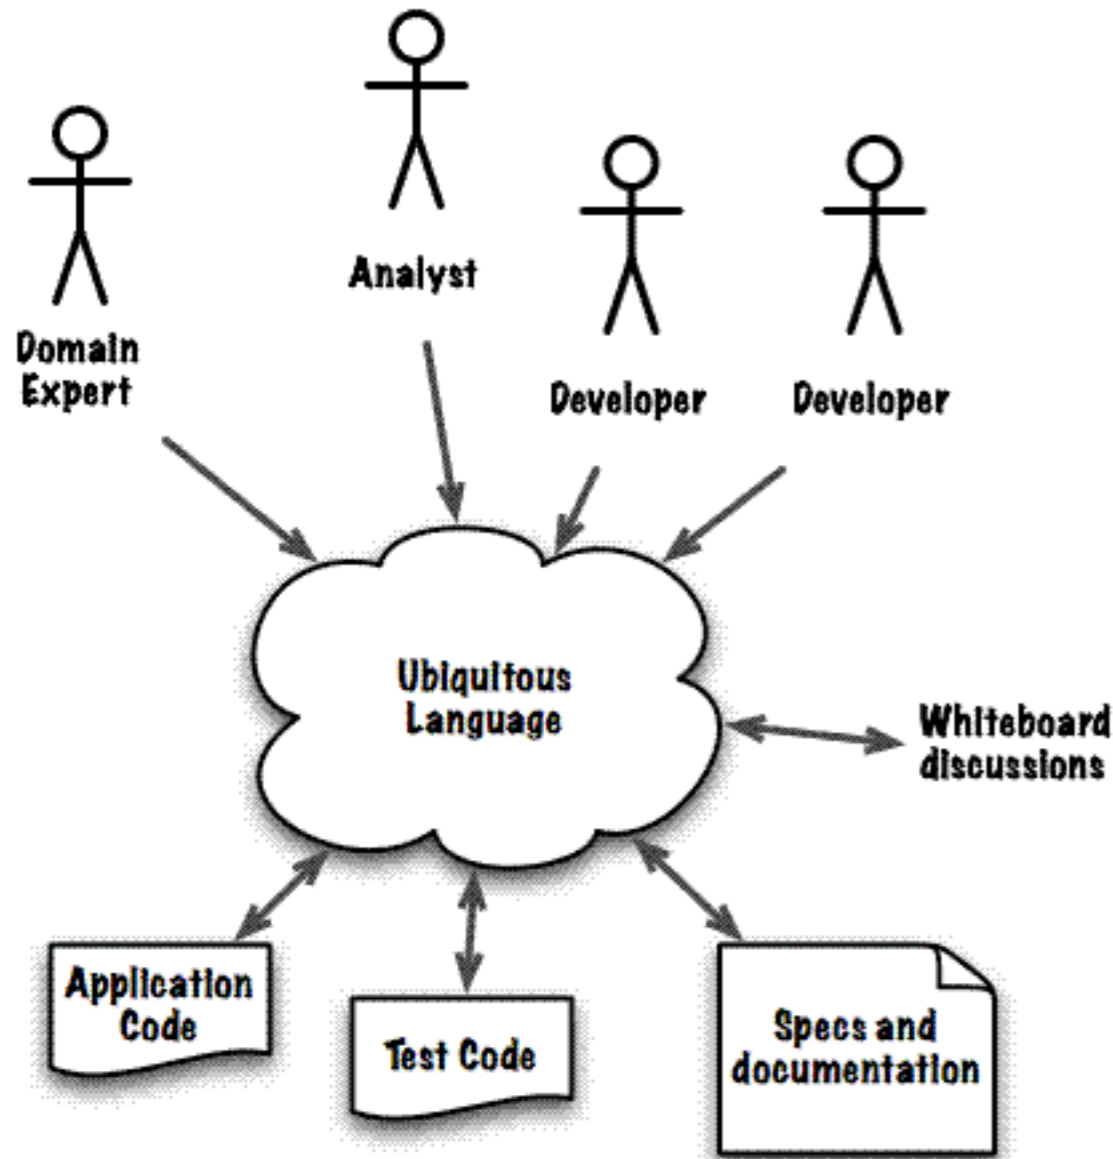 Analyst
Domain
Expert
Developer
Developer
Ubiquitous
Language
Whiteboard
discussions
Application
Code
Test Code
Specs and
documentation